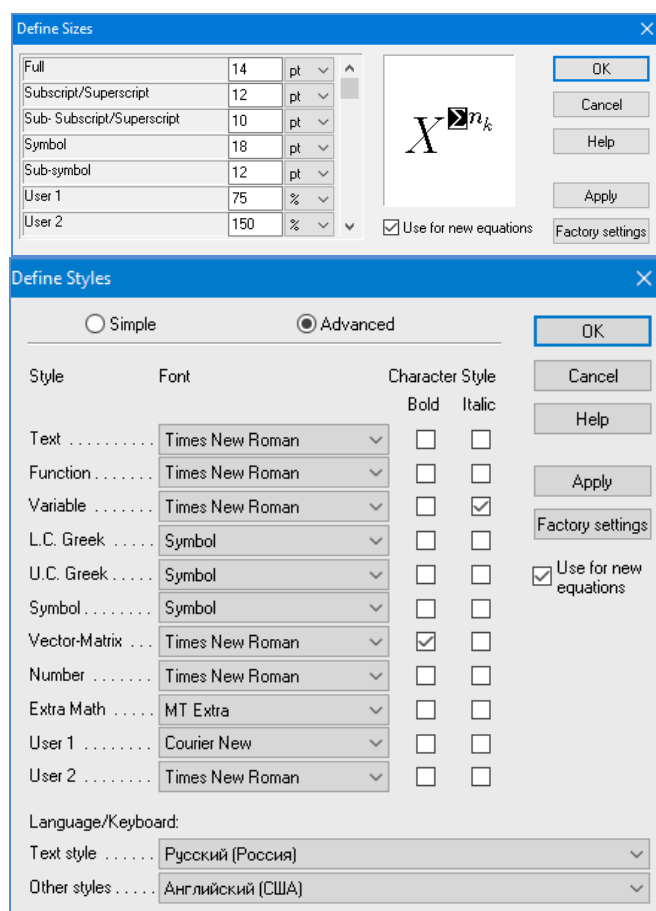 Define Sizes
Full 14 pt
OK
Subscript/Superscript 12 pt
Cancel
Sub- Subscript/Superscript 10 pt
Help
Symbol 18 pt
Sub-symbol 12 pt
User 1 75 %
Apply
User 2 150 %
X Σ n k
Use for new equations
Factory settings
Define Styles
Simple Advanced
OK
Style Font Character Style
Cancel
Bold Italic
Help
Text . . . . . . . . . . Times New Roman
Function . . . . . . . Times New Roman
Apply
Variable . . . . . . . Times New Roman
Factory settings
L.C. Greek . . . . . Symbol
U.C. Greek . . . . . Symbol
Use for new
equations
Symbol . . . . . . . . Symbol
Vector-Matrix . . . Times New Roman
Number . . . . . . . Times New Roman
Extra Math . . . . . MT Extra
User 1 . . . . . . . . Courier New
User 2 . . . . . . . . Times New Roman
Language/Keyboard:
Text style . . . . . . Русский (Россия)
Other styles . . . . . Английский (США)